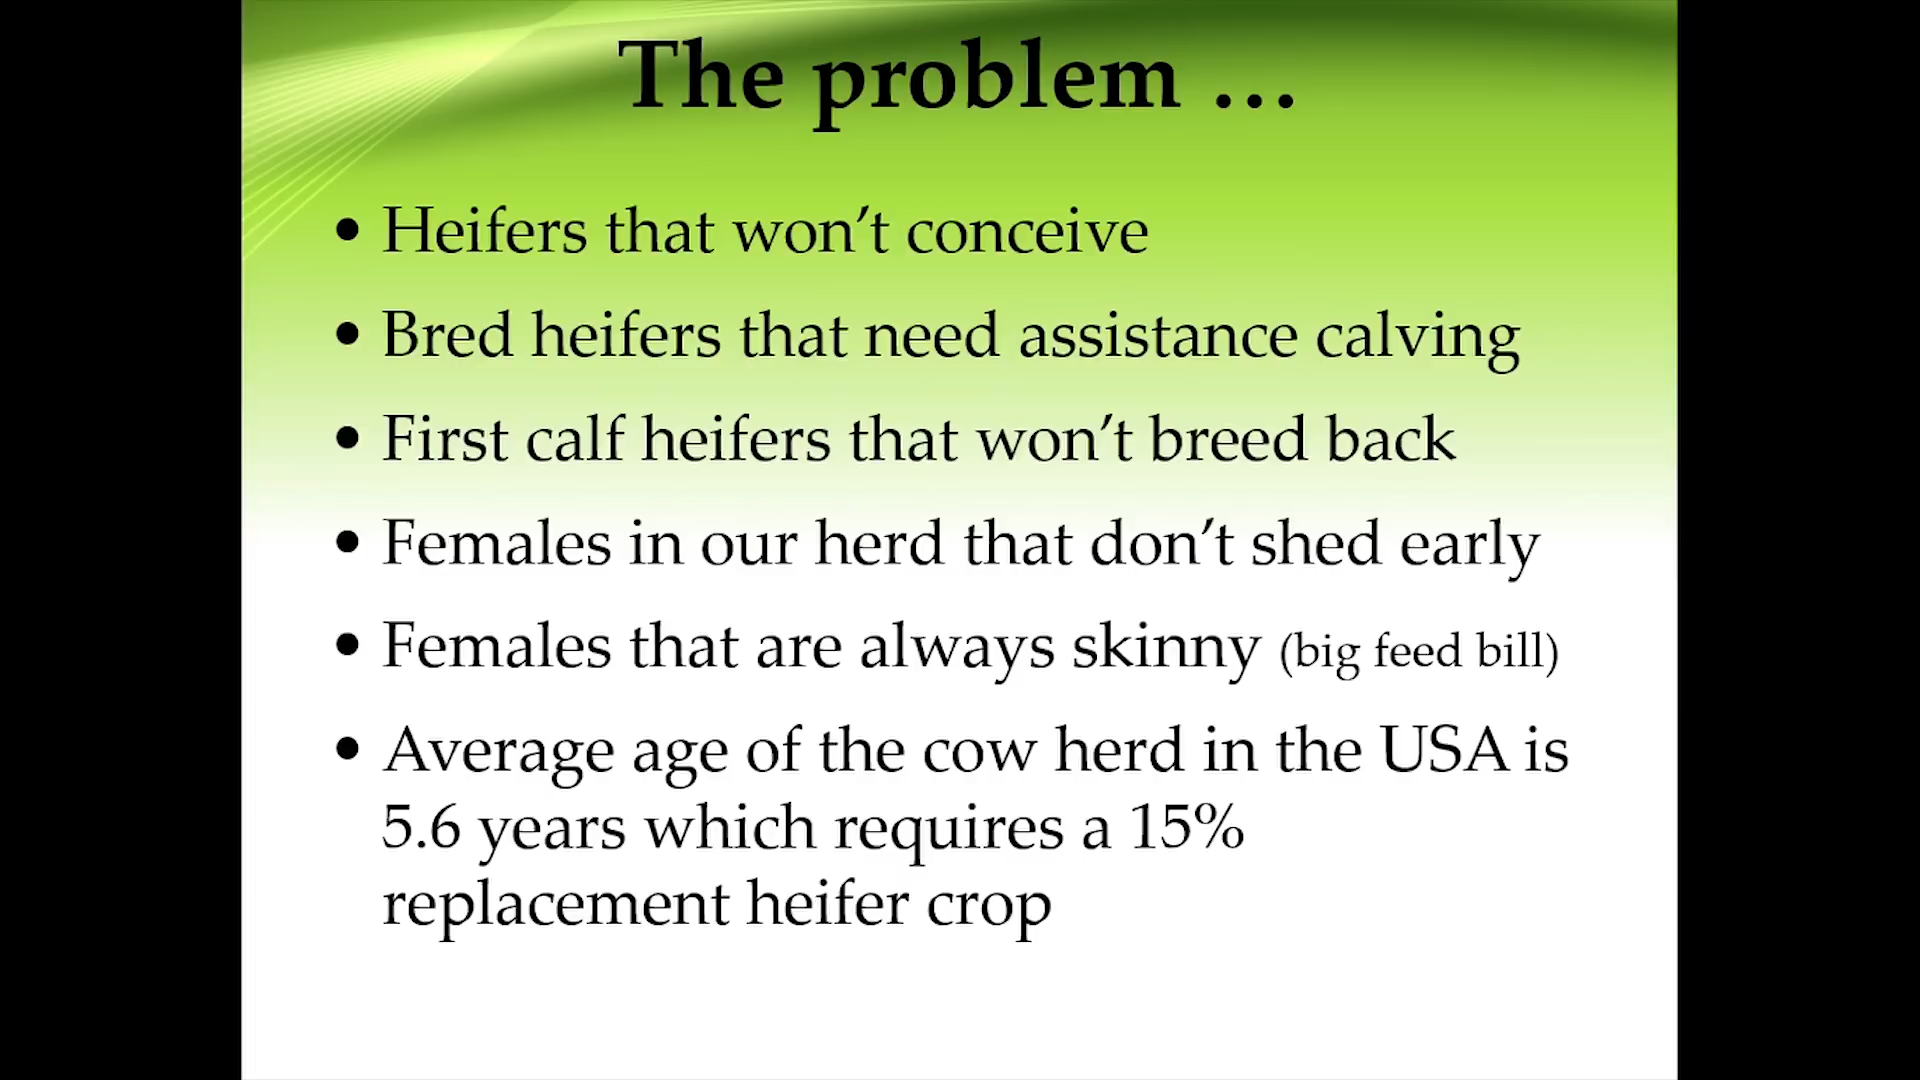 The problem …
• Heifers that won’t conceive
• Bred heifers that need assistance calving
• First calf heifers that won’t breed back
• Females in our herd that don’t shed early
• Females that are always skinny (big feed bill)
• Average age of the cow herd in the USA is
5.6 years which requires a 15%
replacement heifer crop